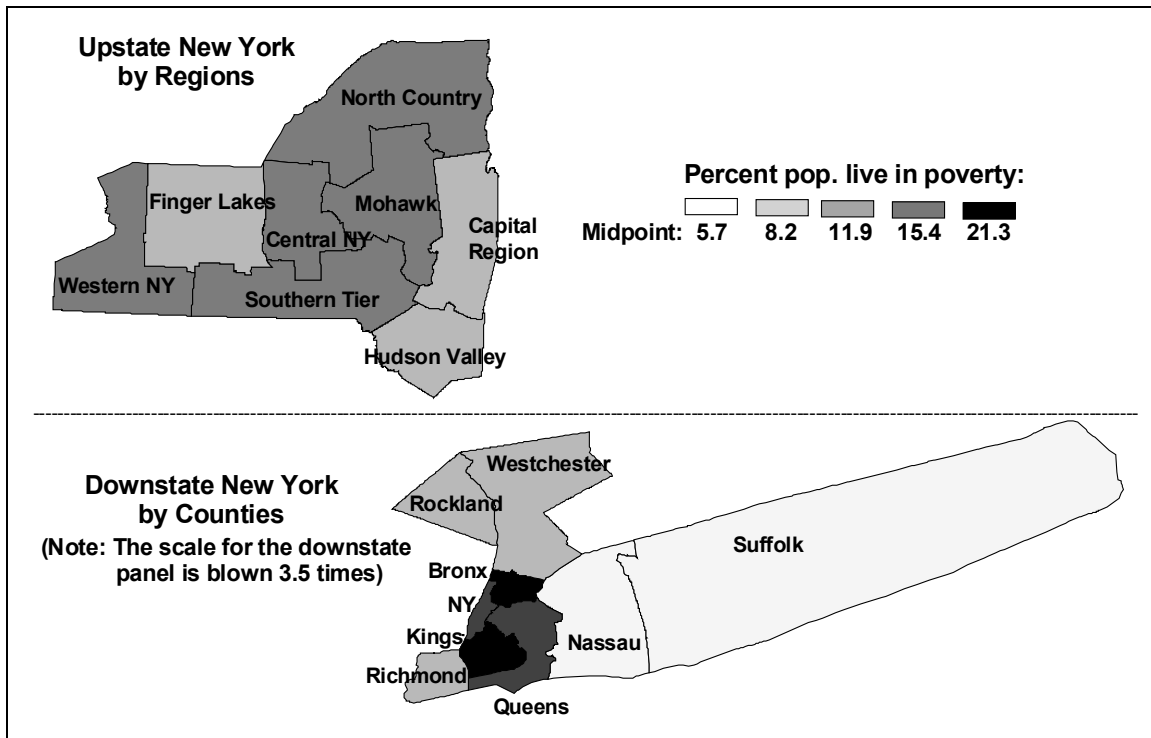 Upstate New York
by Regions
North Country
Finger Lakes
Mohawk
Capital
Region
Central NY
Western NY
Southern Tier
Hudson Valley
Percent pop. live in poverty:
Midpoint: 5.7 8.2 11.9 15.4 21.3
Downstate New York
by Counties
(Note: The scale for the downstate
panel is blown 3.5 times)
Westchester
Rockland
Suffolk
Bronx
NY
Kings
Nassau
Richmond
Queens